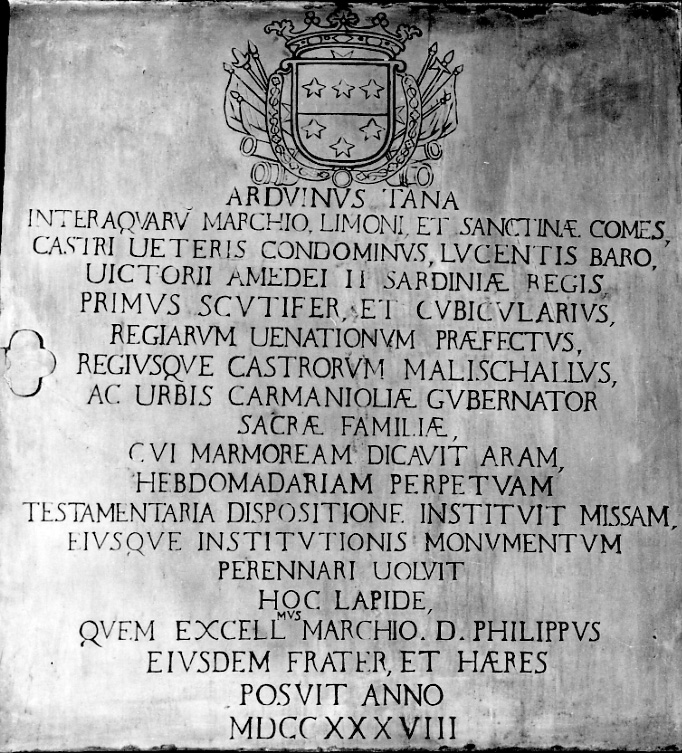 ARDVINVS TANA
INTERAQVARV̄ MARCHIO, LIMONI, ET SANCTINÆ COMES,
CASTRI UETERIS CONDOMINVS, LVCENTIS BARO,
UICTORII AMEDEI II SARDINIÆ REGIS
PRIMVS SCVTIFER, ET CVBICVLARIVS,
REGIARVM UENATIONVM PRÆFECTVS,
REGIVSQVE CASTRORVM MALISCHALLVS,
AC URBIS CARMANIOLIÆ GVBERNATOR
SACRÆ FAMILIÆ,
CVI MARMOREAM DICAVIT ARAM,
HEBDOMADARIAM PERPETVAM
TESTAMENTARIA DISPOSITIONE INSTITVIT MISSAM,
EIVSQVE INSTITVTIONIS MONVMENTVM
PERENNARI UOLVIT
HOC LAPIDE,
QVEM EXCELL^MVS MARCHIO. D. PHILIPPVS
EIVSDEM FRATER, ET HÆRES
POSVIT ANNO
MDCCXXXVIII